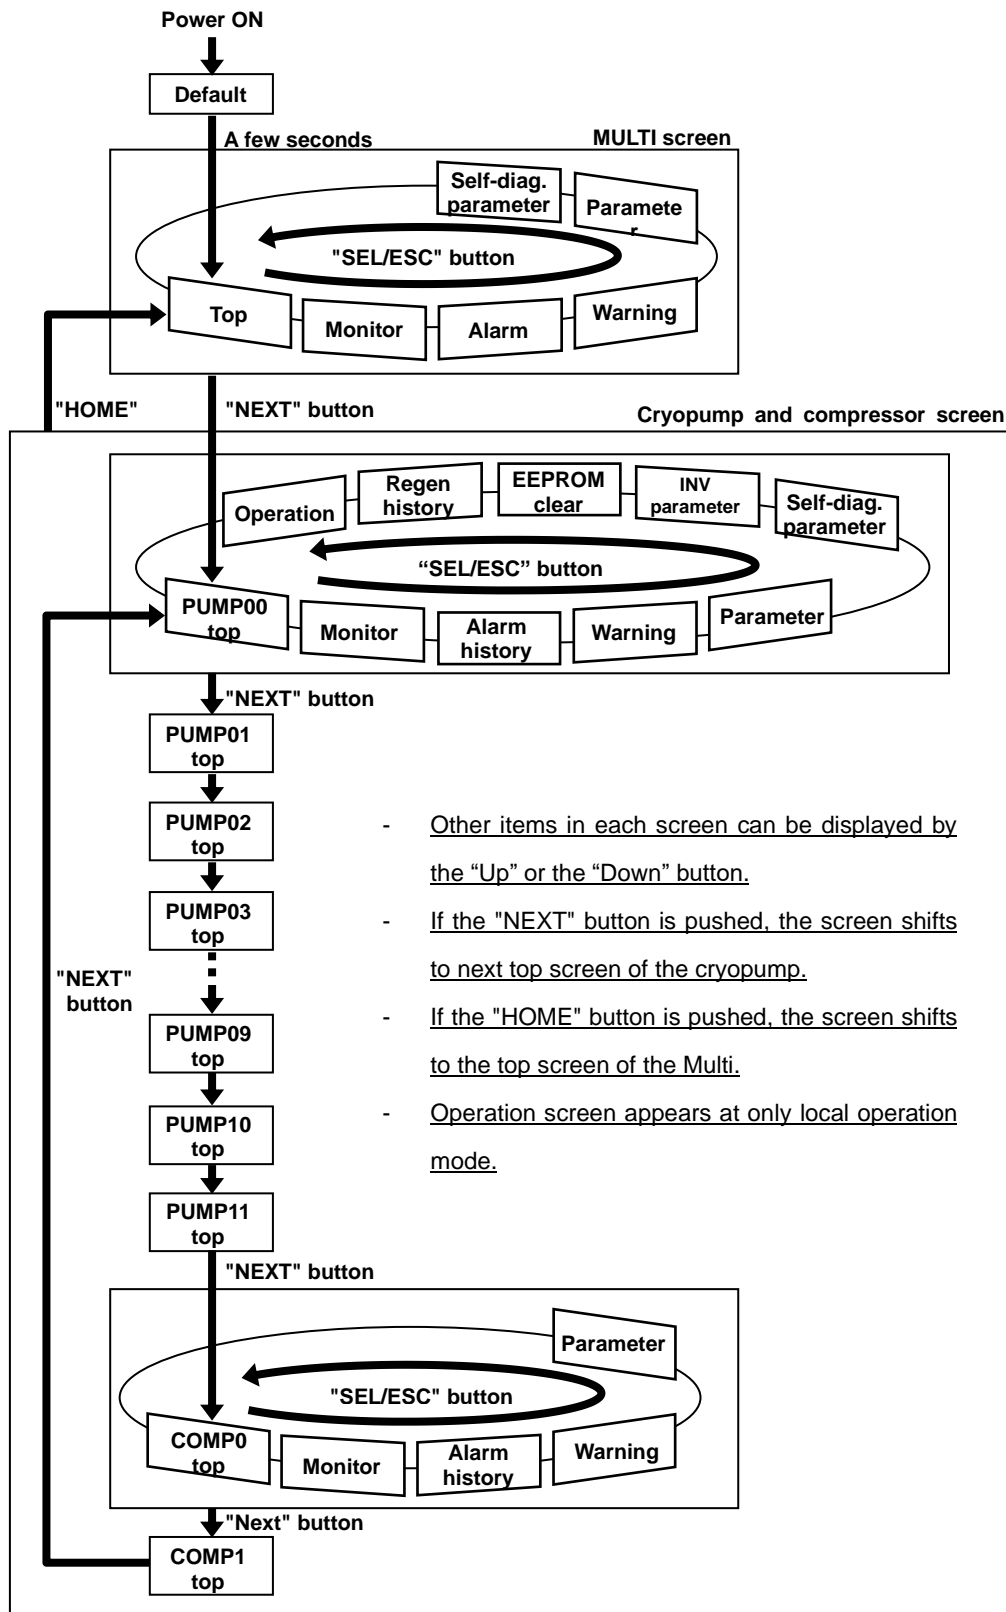 Power ON
Default
A few seconds
MULTI screen
Self-diag.
parameter
Paramete
r
"SEL/ESC" button
Top
Monitor
Alarm
Warning
"HOME"
"NEXT" button
Cryopump and compressor screen
Operation
Regen
history
EEPROM
clear
INV
parameter
Self-diag.
parameter
“SEL/ESC” button
PUMP00
top
Monitor
Alarm
history
Warning
Parameter
"NEXT" button
PUMP01
top
PUMP02
top
PUMP03
top
"NEXT"
button
PUMP09
top
PUMP10
top
PUMP11
top
- Other items in each screen can be displayed by
the “Up” or the “Down” button.
- If the "NEXT" button is pushed, the screen shifts
to next top screen of the cryopump.
- If the "HOME" button is pushed, the screen shifts
to the top screen of the Multi.
- Operation screen appears at only local operation
mode.
"NEXT" button
Parameter
"SEL/ESC" button
COMP0
top
Monitor
Alarm
history
Warning
"Next" button
COMP1
top